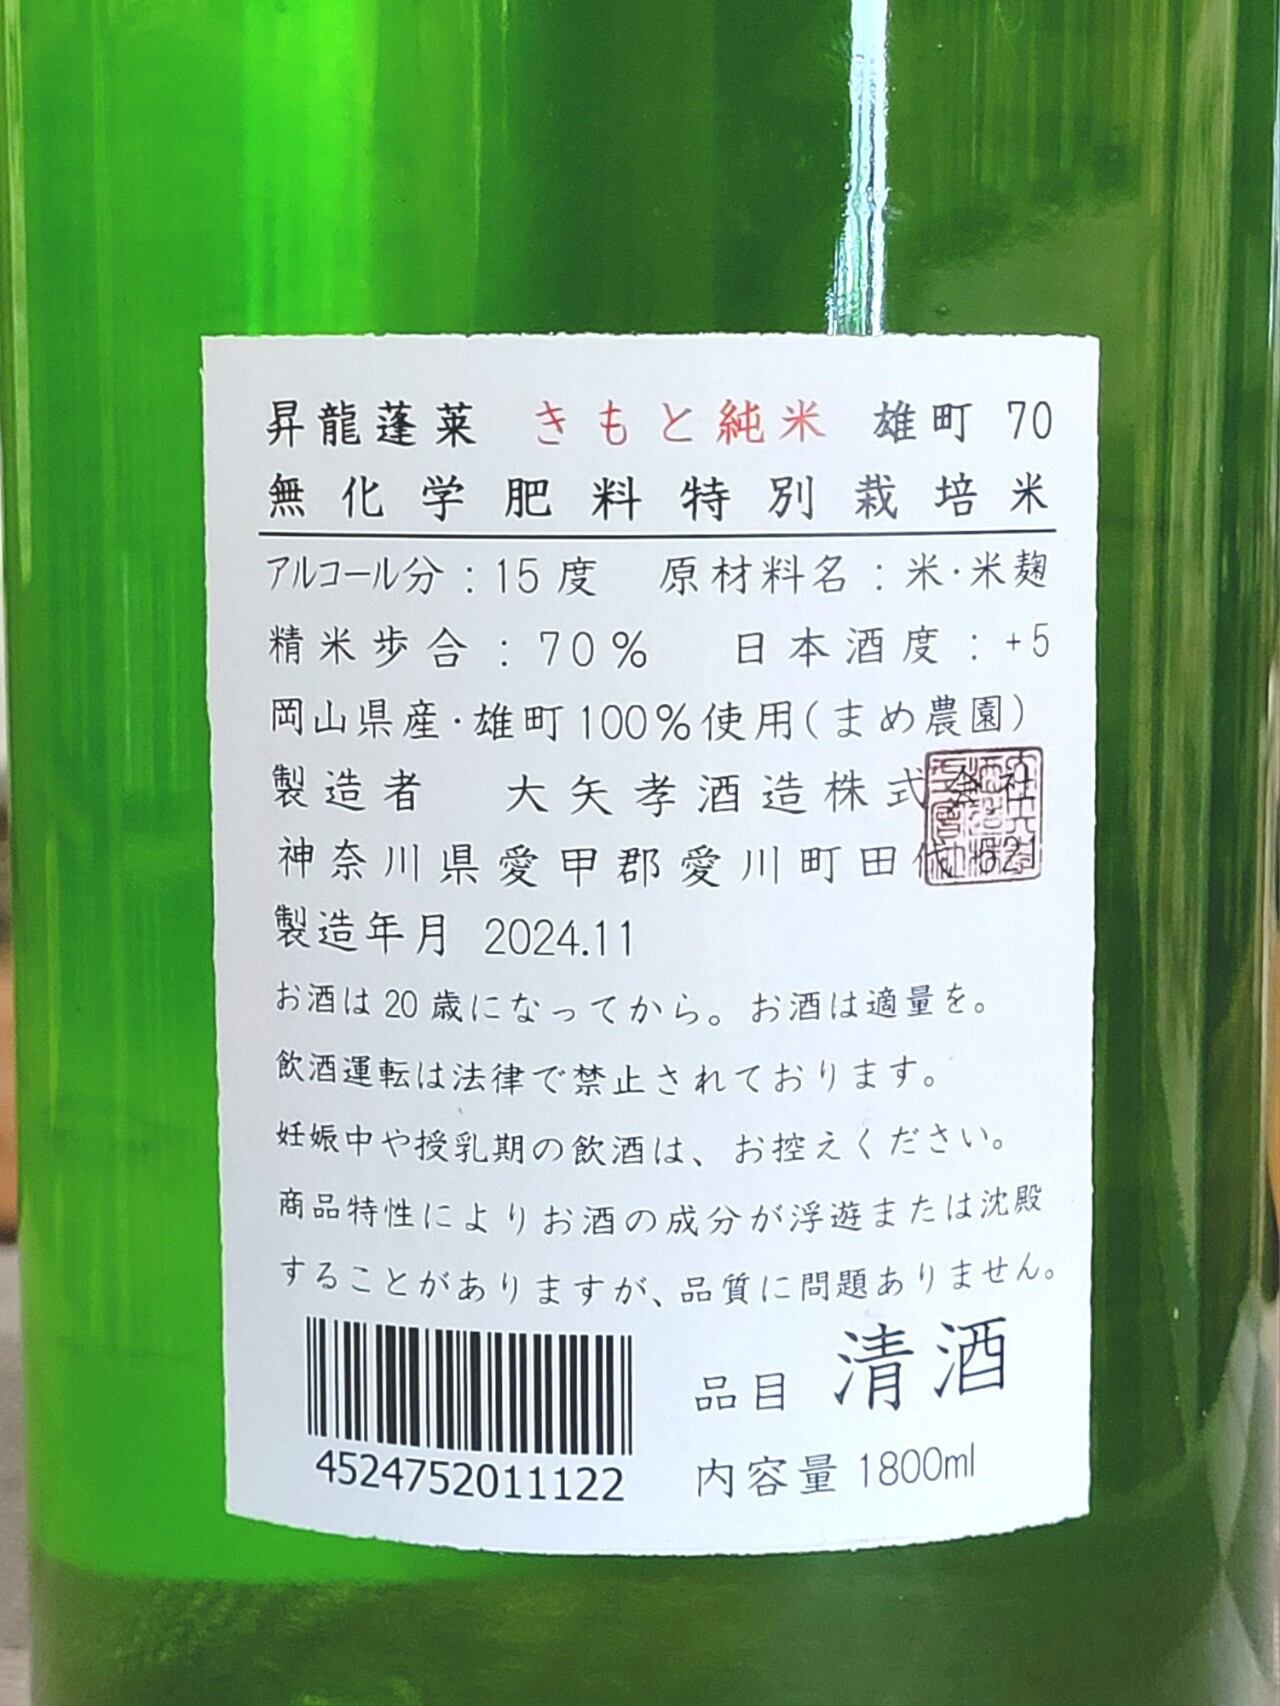 昇龍蓬莱 きもと純米 雄町 70
無化学肥料特別栽培米
アルコール分：15度 原材料名：米・米麹
精米歩合：70% 日本酒度：+5
岡山県産・雄町100%使用(まめ農園)
製造者 大矢孝酒造株式会社
神奈川県愛甲郡愛川町田代521
製造年月 2024.11
お酒は20歳になってから。お酒は適量を。
飲酒運転は法律で禁止されております。
妊娠中や授乳期の飲酒は、お控えください。
商品特性によりお酒の成分が浮遊または沈殿
することがありますが、品質に問題ありません。
品目 清酒
4524752011122
内容量 1800ml